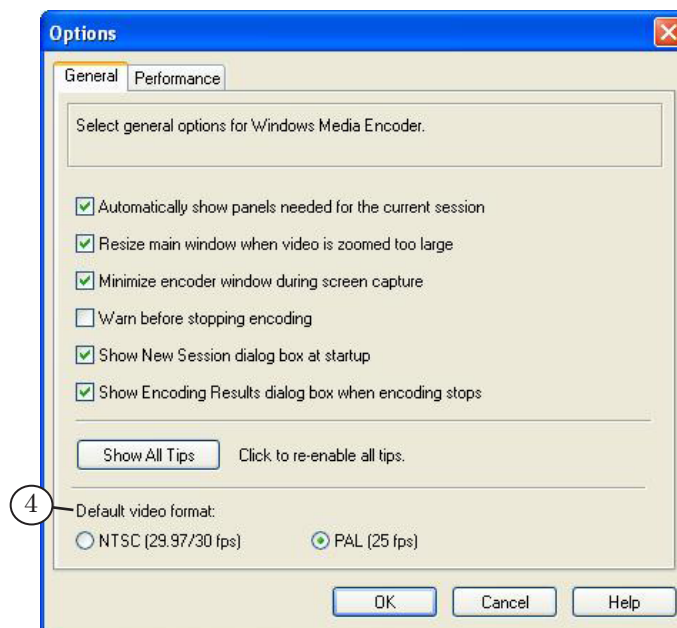 Options
General Performance
Select general options for Windows Media Encoder.
Automatically show panels needed for the current session
Resize main window when video is zoomed too large
Minimize encoder window during screen capture
Warn before stopping encoding
Show New Session dialog box at startup
Show Encoding Results dialog box when encoding stops
Show All Tips Click to re-enable all tips.
4 Default video format:
NTSC (29.97/30 fps) PAL (25 fps)
OK Cancel Help